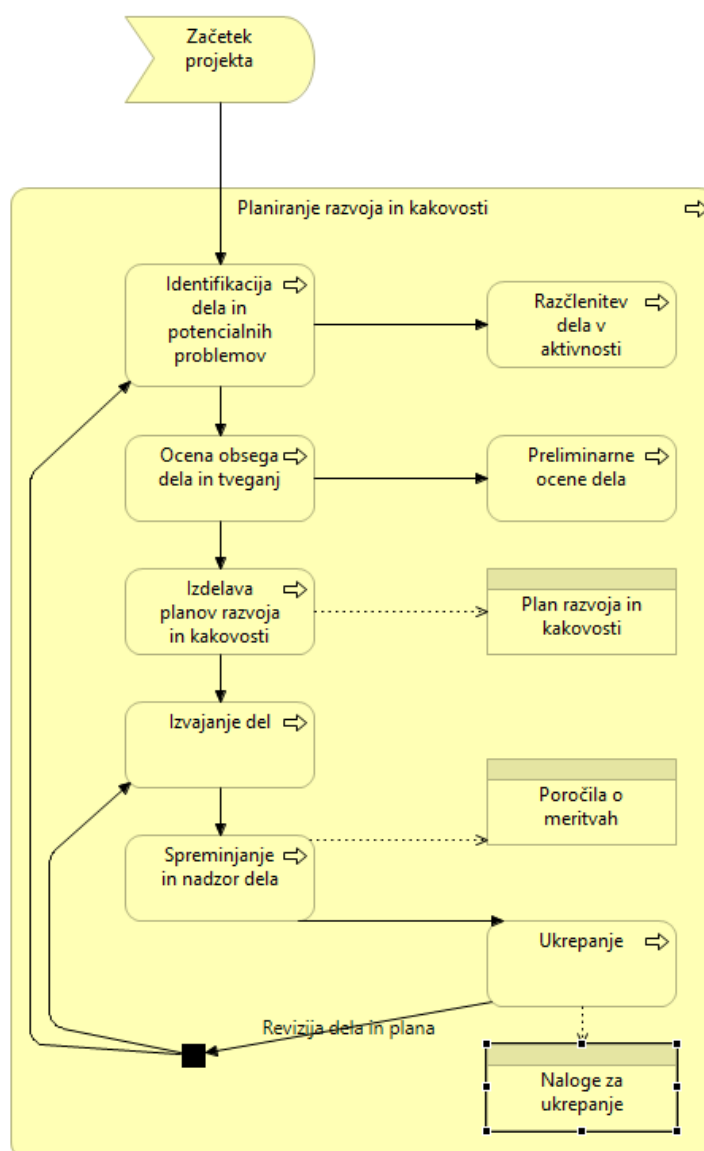 Začetek
projekta
Planiranje razvoja in kakovosti
Identifikacija
dela in
potencialnih
problemov
Razčlenitev
dela v
aktivnosti
Ocena obsega
dela in tveganj
Preliminarne
ocene dela
Izdelava
planov razvoja
in kakovosti
Plan razvoja in
kakovosti
Izvajanje del
Poročila o
meritvah
Spreminjanje
in nadzor dela
Ukrepanje
Revizija dela in plana
Naloge za
ukrepanje